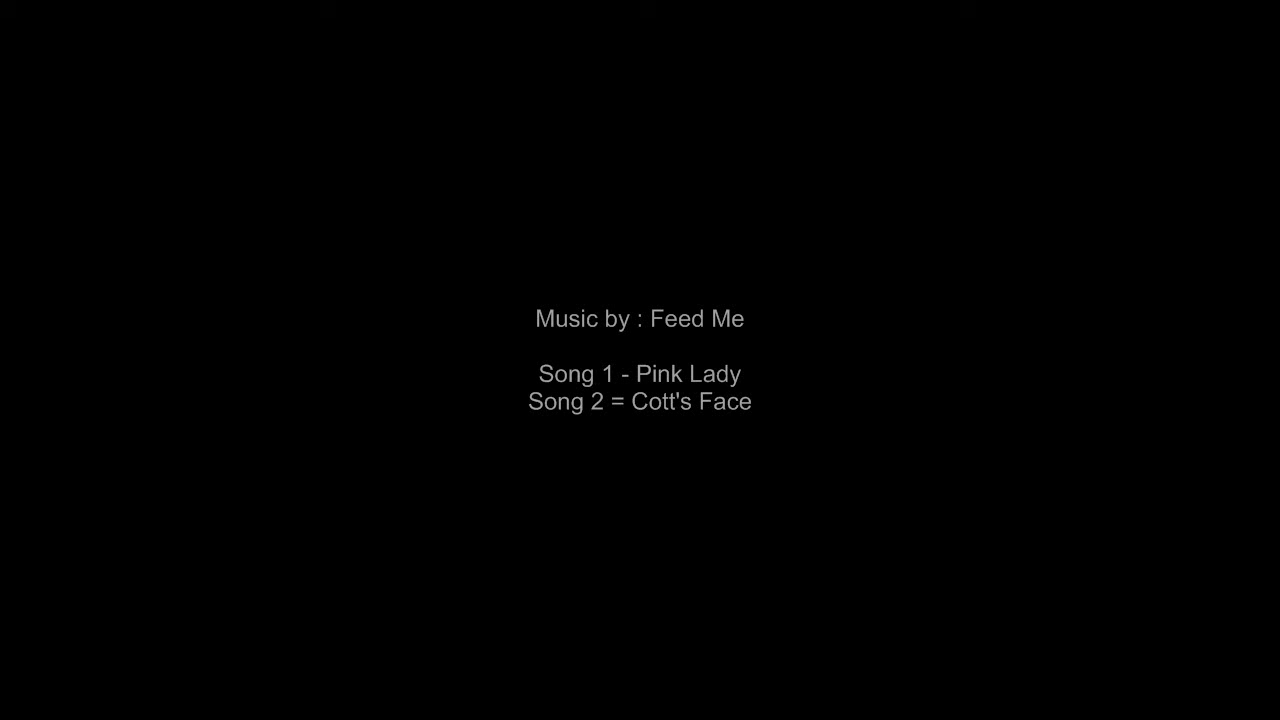 Music by : Feed Me
Song 1 - Pink Lady
Song 2 = Cott's Face